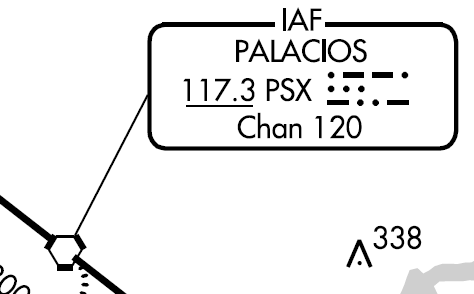 IAF
PALACIOS
117.3 PSX
Chan 120
338